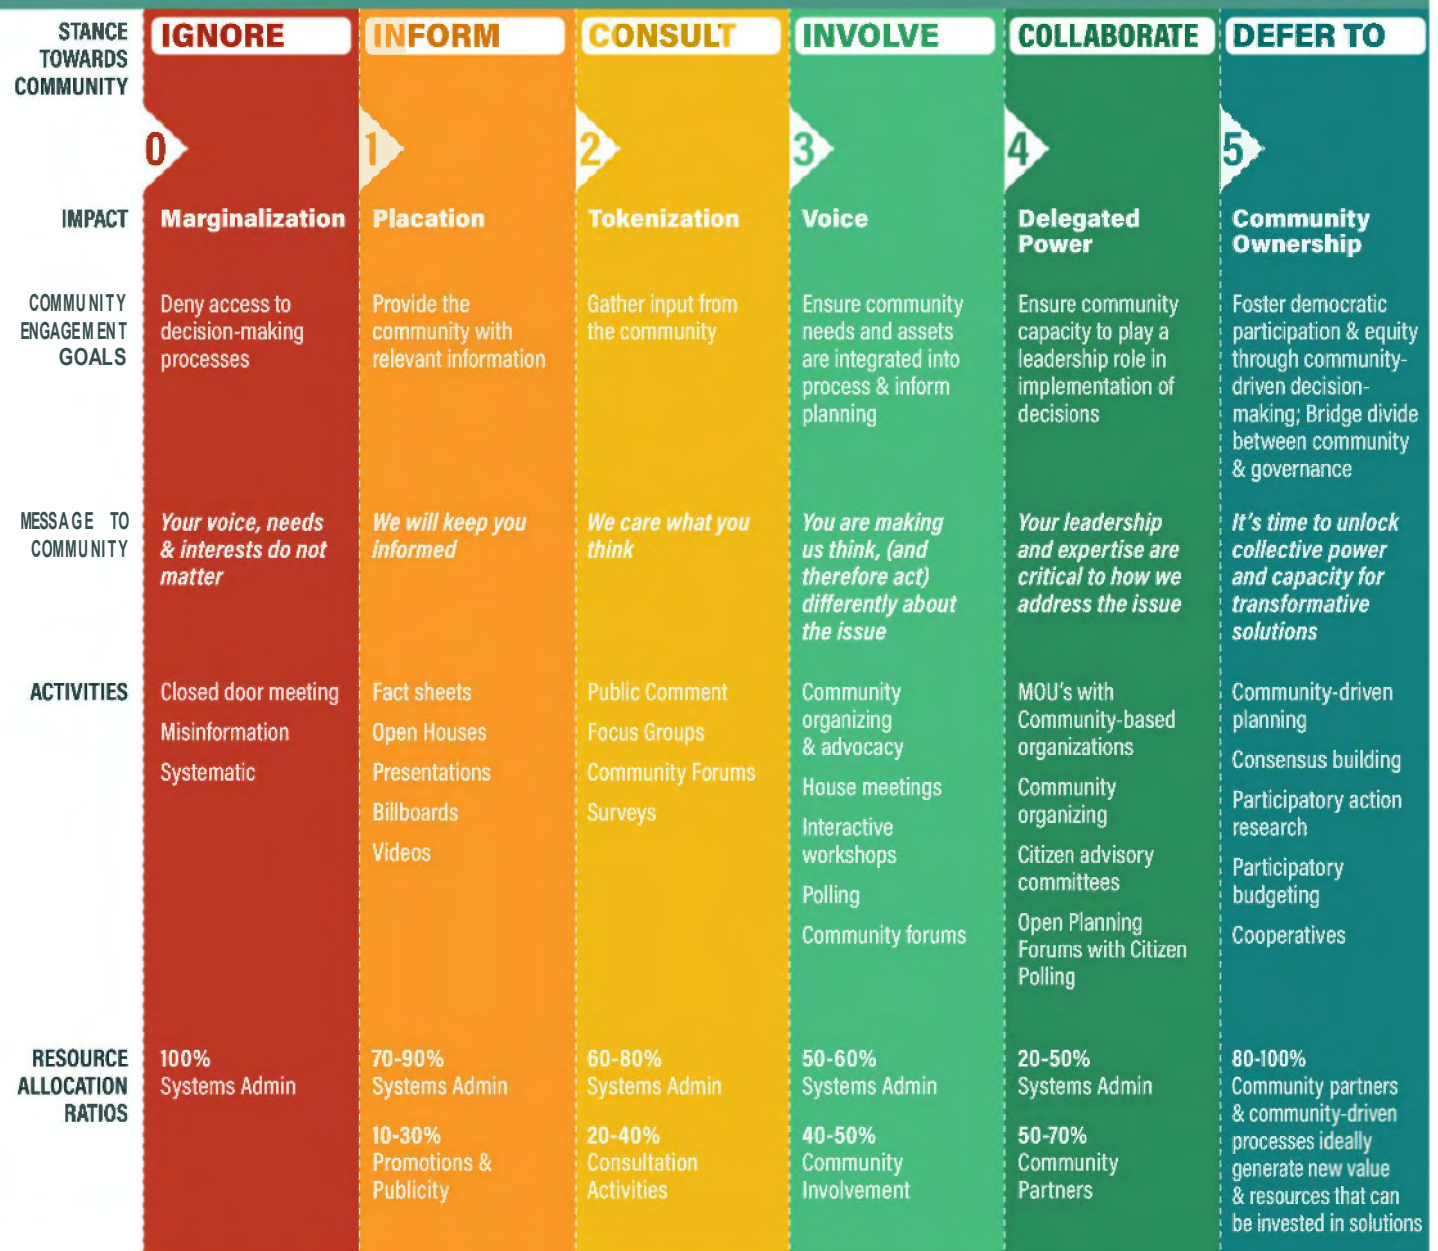 STANCE
TOWARDS
COMMUNITY
IGNORE
INFORM
CONSULT
INVOLVE
COLLABORATE
DEFER TO
0
1
2
3
4
5
IMPACT
Marginalization
Placation
Tokenization
Voice
Delegated
Power
Community
Ownership
COMMUNITY
ENGAGEMENT
GOALS
Deny access to
decision-making
processes
Provide the
community with
relevant information
Gather input from
the community
Ensure community
needs and assets
are integrated into
process & inform
planning
Ensure community
capacity to play a
leadership role in
implementation of
decisions
Foster democratic
participation & equity
through community-
driven decision-
making; Bridge divide
between community
& governance
MESSAGE TO
COMMUNITY
Your voice, needs
& interests do not
matter
We will keep you
informed
We care what you
think
You are making
us think, (and
therefore act)
differently about
the issue
Your leadership
and expertise are
critical to how we
address the issue
It's time to unlock
collective power
and capacity for
transformative
solutions
ACTIVITIES
Closed door meeting
Misinformation
Systematic
Fact sheets
Open Houses
Presentations
Billboards
Videos
Public Comment
Focus Groups
Community Forums
Surveys
Community
organizing
& advocacy
House meetings
Interactive
workshops
Polling
Community forums
MOU's with
Community-based
organizations
Community
organizing
Citizen advisory
committees
Open Planning
Forums with Citizen
Polling
Community-driven
planning
Consensus building
Participatory action
research
Participatory
budgeting
Cooperatives
RESOURCE
ALLOCATION
RATIOS
100%
Systems Admin
70-90%
Systems Admin
10-30%
Promotions &
Publicity
60-80%
Systems Admin
20-40%
Consultation
Activities
50-60%
Systems Admin
40-50%
Community
Involvement
20-50%
Systems Admin
50-70%
Community
Partners
80-100%
Community partners
& community-driven
processes ideally
generate new value
& resources that can
be invested in solutions